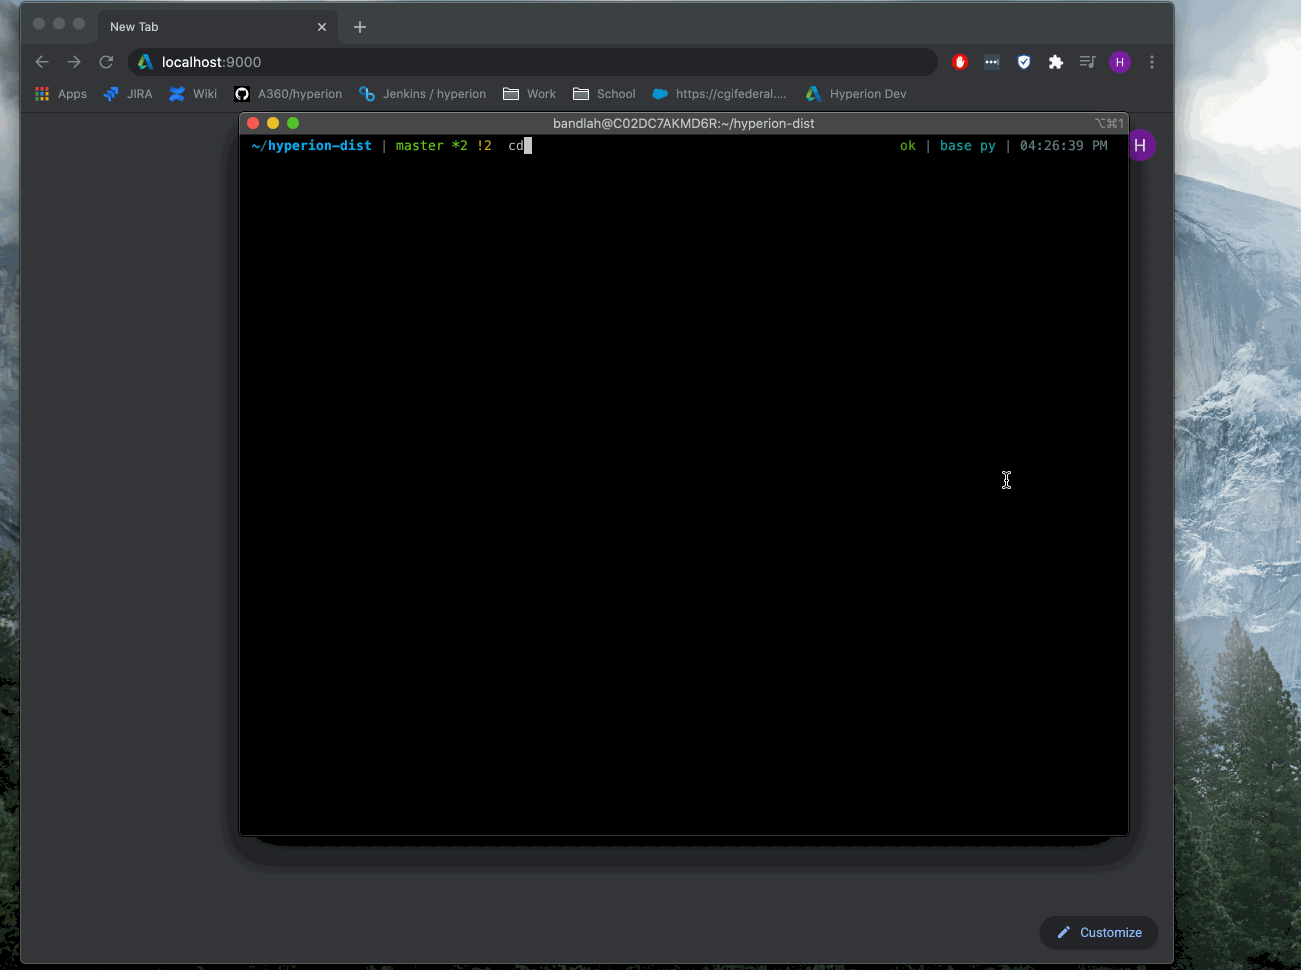 New Tab
localhost:9000
H
Apps JIRA Wiki A360/hyperion Jenkins / hyperion Work School https://cgifederal.... Hyperion Dev
bandlah@C02DC7AKMD6R:~/hyperion-dist ⌥⌘1
~/hyperion-dist | master *2 !2 cd ok | base py | 04:26:39 PM
H
Customize